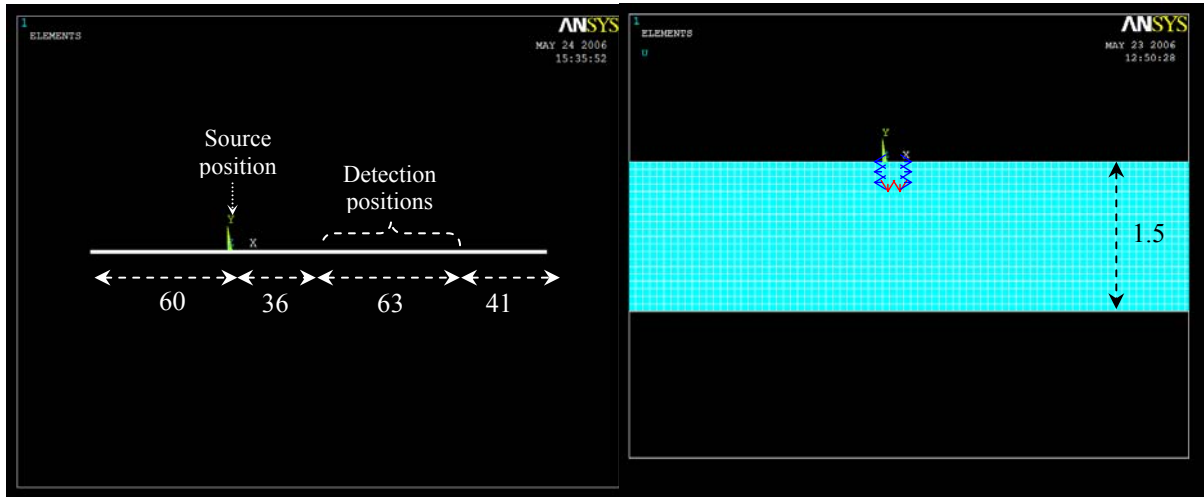 1
ELEMENTS
ANSYS
MAY 24 2006
15:35:52
Source
position
Detection
positions
Y
X
60
36
63
41
1
ELEMENTS
U
ANSYS
MAY 23 2006
12:50:28
Y
X
1.5